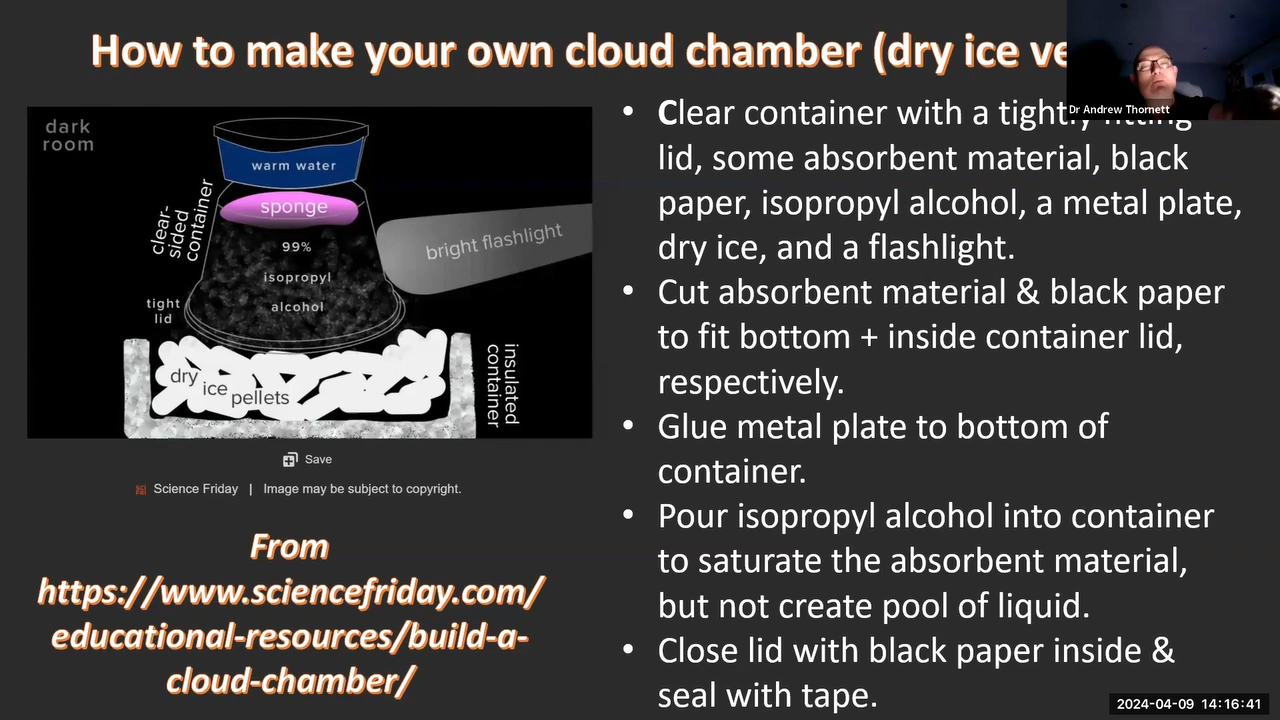 How to make your own cloud chamber (dry ice ve
Dr Andrew Thornett
dark
room
warm water
sponge
clear-
sided
container
99%
isopropyl
alcohol
bright flashlight
tight
lid
dry ice pellets
insulated
container
Save
Science Friday | Image may be subject to copyright.
From
https://www.sciencefriday.com/
educational-resources/build-a-
cloud-chamber/
• Clear container with a tightly fitting
lid, some absorbent material, black
paper, isopropyl alcohol, a metal plate,
dry ice, and a flashlight.
• Cut absorbent material & black paper
to fit bottom + inside container lid,
respectively.
• Glue metal plate to bottom of
container.
• Pour isopropyl alcohol into container
to saturate the absorbent material,
but not create pool of liquid.
• Close lid with black paper inside &
seal with tape.
2024-04-09 14:16:41